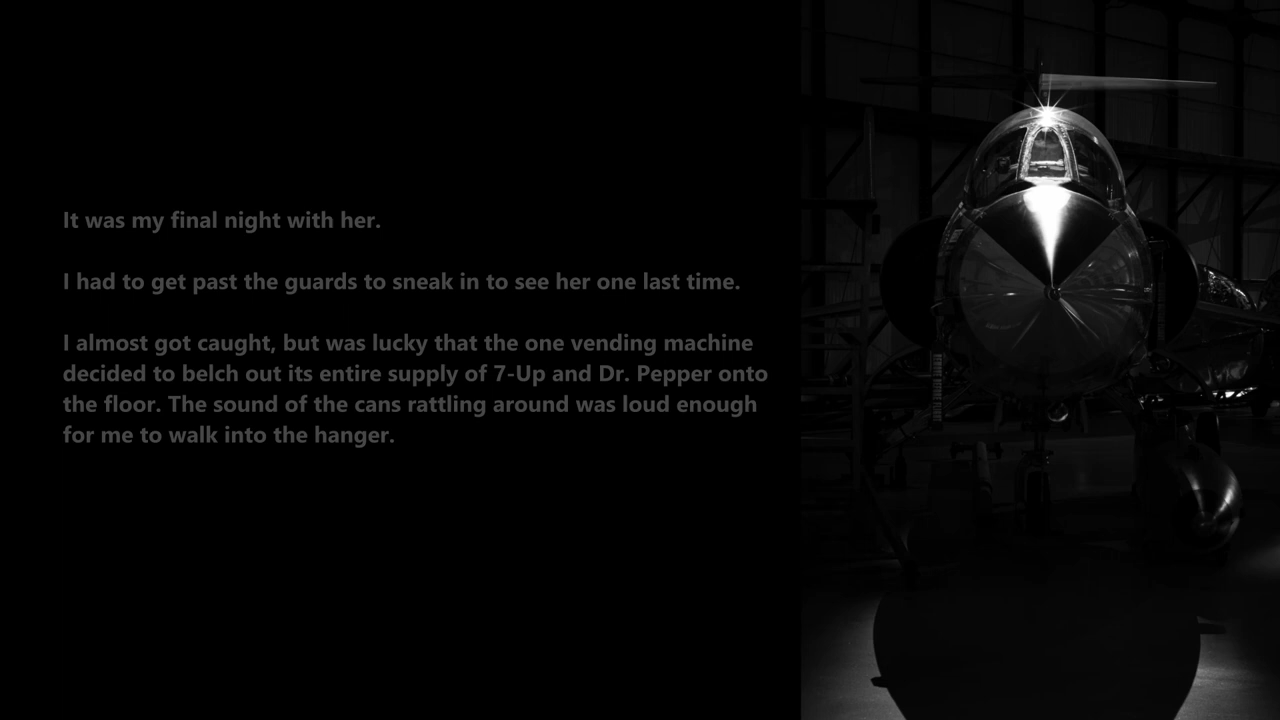 It was my final night with her.
I had to get past the guards to sneak in to see her one last time.
I almost got caught, but was lucky that the one vending machine
decided to belch out its entire supply of 7-Up and Dr. Pepper onto
the floor. The sound of the cans rattling around was loud enough
for me to walk into the hanger.